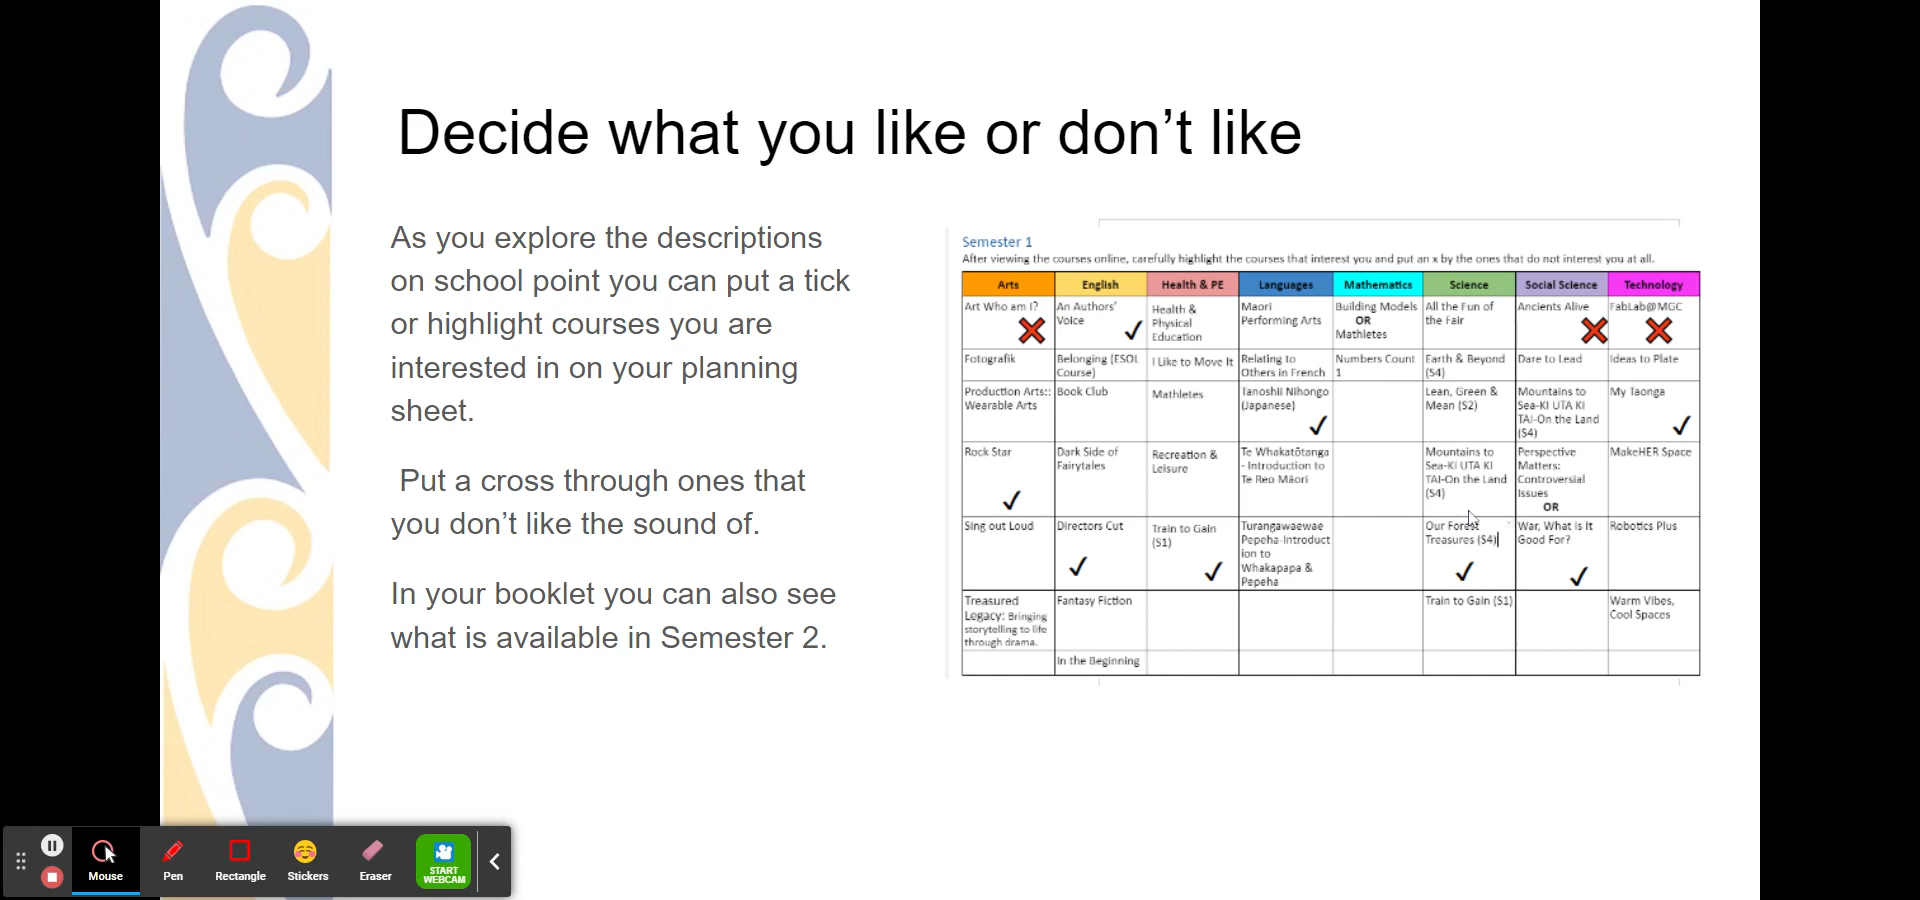 Decide what you like or don't like
As you explore the descriptions
on school point you can put a tick
or highlight courses you are
interested in on your planning
sheet.
Put a cross through ones that
you don't like the sound of.
In your booklet you can also see
what is available in Semester 2.
Semester 1
After viewing the courses online, carefully highlight the courses that interest you and put an x by the ones that do not interest you at all.
Arts English Health & PE Languages Mathematics Science Social Science Technology
Art Who am I?
An Authors'
Voice
Health &
Physical
Education
Maori
Performing Arts
Building Models
OR
Mathletes
All the Fun of
the Fair
Ancients Alive
FabLab@MGC
Fotografik
Belonging (ESOL
Course)
I Like to Move It
Relating to
Others in French
Numbers Count
1
Earth & Beyond
(S4)
Dare to Lead
Ideas to Plate
Production Arts::
Wearable Arts
Book Club
Mathletes
Tanoshii Nihongo
(Japanese)
Lean, Green &
Mean (S2)
Mountains to
Sea-KI UTA KI
TAI-On the Land
(S4)
My Taonga
Rock Star
Dark Side of
Fairytales
Recreation &
Leisure
Te Whakatōtanga
- Introduction to
Te Reo Māori
Mountains to
Sea-KI UTA KI
TAI-On the Land
(S4)
Perspective
Matters:
Controversial
Issues
OR
MakeHER Space
Sing out Loud
Directors Cut
Train to Gain
(S1)
Turangawaewae
Pepeha-Introduct
ion to
Whakapapa &
Pepeha
Our Forest
Treasures (S4)
War, What Is It
Good For?
Robotics Plus
Treasured
Legacy: Bringing
storytelling to life
through drama.
Fantasy Fiction
Train to Gain (S1)
Warm Vibes,
Cool Spaces
In the Beginning
Mouse
Pen
Rectangle
Stickers
Eraser
START
WEBCAM